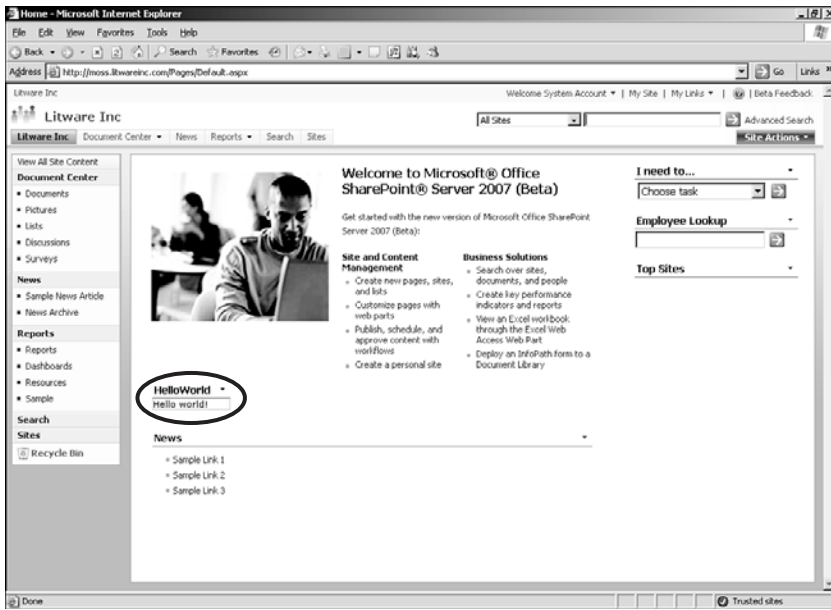 Home - Microsoft Internet Explorer
File Edit View Favorites Tools Help
Back Search Favorites
Address http://moss.litwareinc.com/Pages/Default.aspx Go Links »
Litware Inc Welcome System Account | My Site | My Links | | Beta Feedback
Litware Inc All Sites Advanced Search
Litware Inc Document Center News Reports Search Sites Site Actions
View All Site Content
Document Center
Documents
Pictures
Lists
Discussions
Surveys
News
Sample News Article
News Archive
Reports
Reports
Dashboards
Resources
Sample
Search
Sites
Recycle Bin
Welcome to Microsoft® Office
SharePoint® Server 2007 (Beta)
Get started with the new version of Microsoft Office SharePoint
Server 2007 (Beta):
Site and Content
Management
Create new pages, sites,
and lists
Customize pages with
web parts
Publish, schedule, and
approve content with
workflows
Create a personal site
Business Solutions
Search over sites,
documents, and people
Create key performance
indicators and reports
View an Excel workbook
through the Excel Web
Access Web Part
Deploy an InfoPath form to a
Document Library
HelloWorld
Hello world!
News
Sample Link 1
Sample Link 2
Sample Link 3
I need to...
Choose task
Employee Lookup
Top Sites
Done Trusted sites